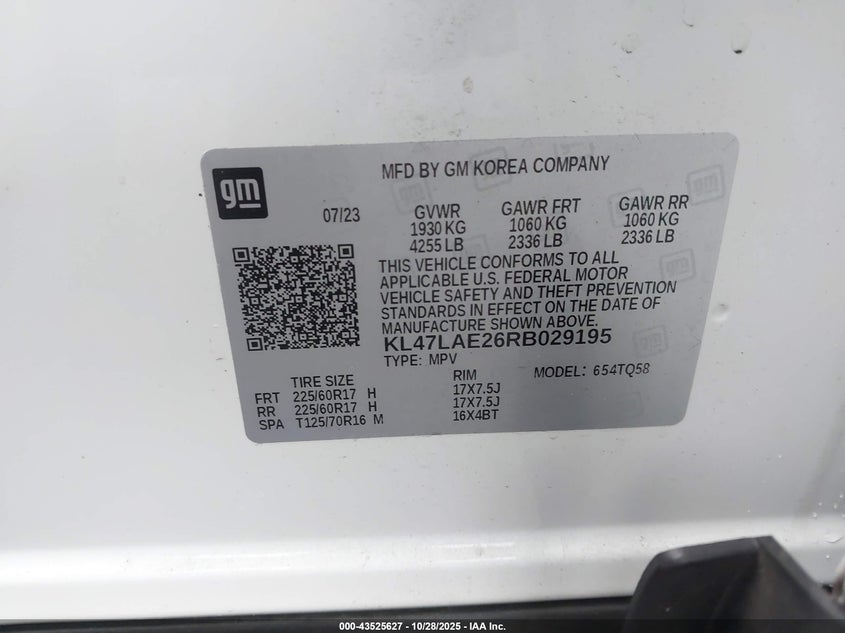 gm
MFD BY GM KOREA COMPANY
07/23
GVWR GAWR FRT GAWR RR
1930 KG 1060 KG 1060 KG
4255 LB 2336 LB 2336 LB
THIS VEHICLE CONFORMS TO ALL
APPLICABLE U.S. FEDERAL MOTOR
VEHICLE SAFETY AND THEFT PREVENTION
STANDARDS IN EFFECT ON THE DATE OF
MANUFACTURE SHOWN ABOVE.
KL47LAE26RB029195
TYPE: MPV MODEL: 654TQ58
TIRE SIZE RIM
FRT 225/60R17 H 17X7.5J
RR 225/60R17 H 17X7.5J
SPA T125/70R16 M 16X4BT
000-43525627 - 10/28/2025 - IAA Inc.